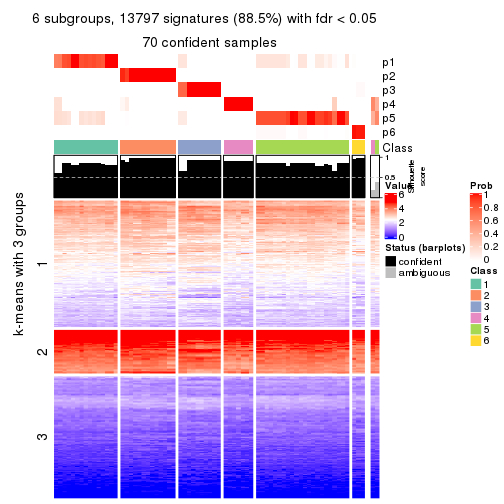 6 subgroups, 13797 signatures (88.5%) with fdr < 0.05
70 confident samples
p1
p2
p3
p4
p5
p6
Class
1
0.5
Silhouette
score
k-means with 3 groups
1
2
3
Value
6
4
2
0
Status (barplots)
confident
ambiguous
Prob
1
0.8
0.6
0.4
0.2
0
Class
1
2
3
4
5
6